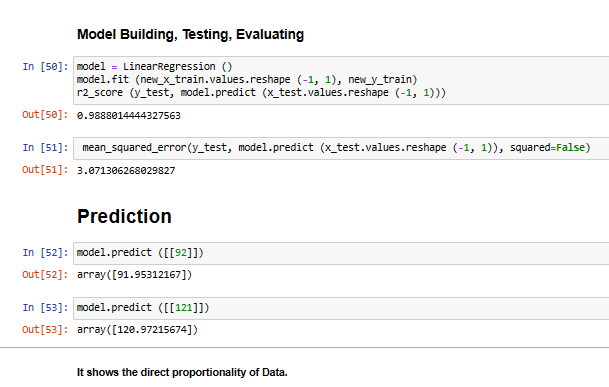 Model Building, Testing, Evaluating
In [50]: model = LinearRegression ()
model.fit (new_x_train.values.reshape (-1, 1), new_y_train)
r2_score (y_test, model.predict (x_test.values.reshape (-1, 1)))
Out[50]: 0.9888014444327563
In [51]: mean_squared_error(y_test, model.predict (x_test.values.reshape (-1, 1)), squared=False)
Out[51]: 3.071306268029827
Prediction
In [52]: model.predict ([[92]])
Out[52]: array([91.95312167])
In [53]: model.predict ([[121]])
Out[53]: array([120.97215674])
It shows the direct proportionality of Data.